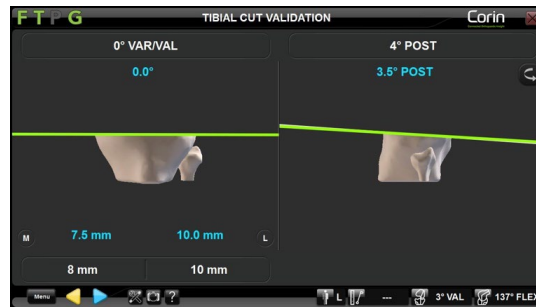 F T P G
TIBIAL CUT VALIDATION
Corin
0° VAR/VAL
4° POST
0.0°
3.5° POST
M
7.5 mm
10.0 mm
L
8 mm
10 mm
Menu
?
L
---
3° VAL
137° FLEX